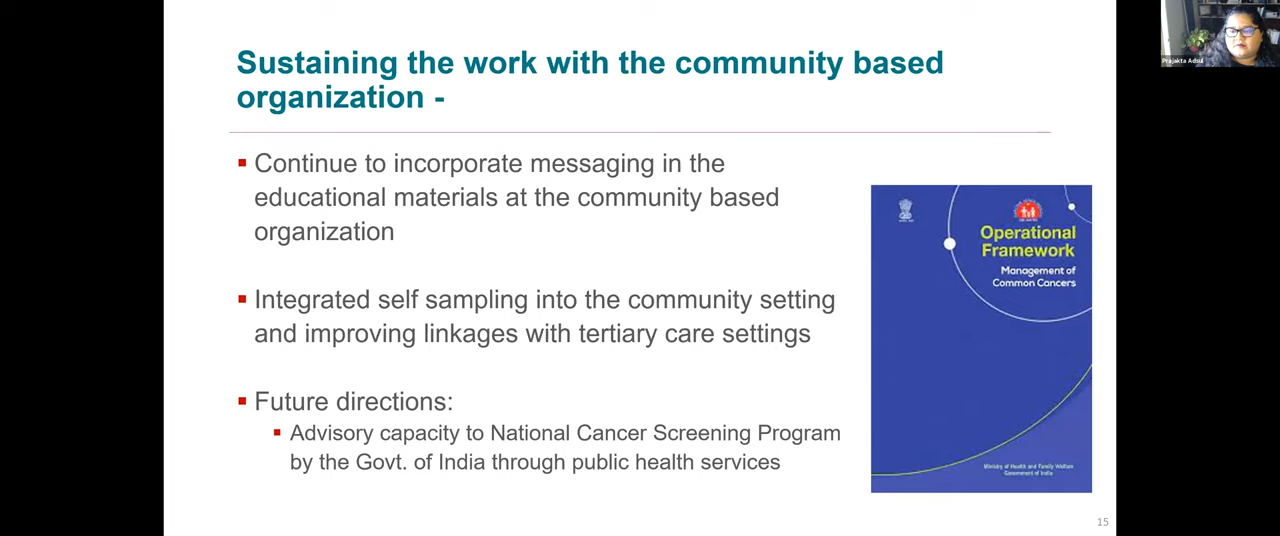 Sustaining the work with the community based
organization -
▪ Continue to incorporate messaging in the
educational materials at the community based
organization
▪ Integrated self sampling into the community setting
and improving linkages with tertiary care settings
▪ Future directions:
▪ Advisory capacity to National Cancer Screening Program
by the Govt. of India through public health services
Operational
Framework
Management of
Common Cancers
Ministry of Health and Family Welfare
Government of India
15
Prajakta Adsul